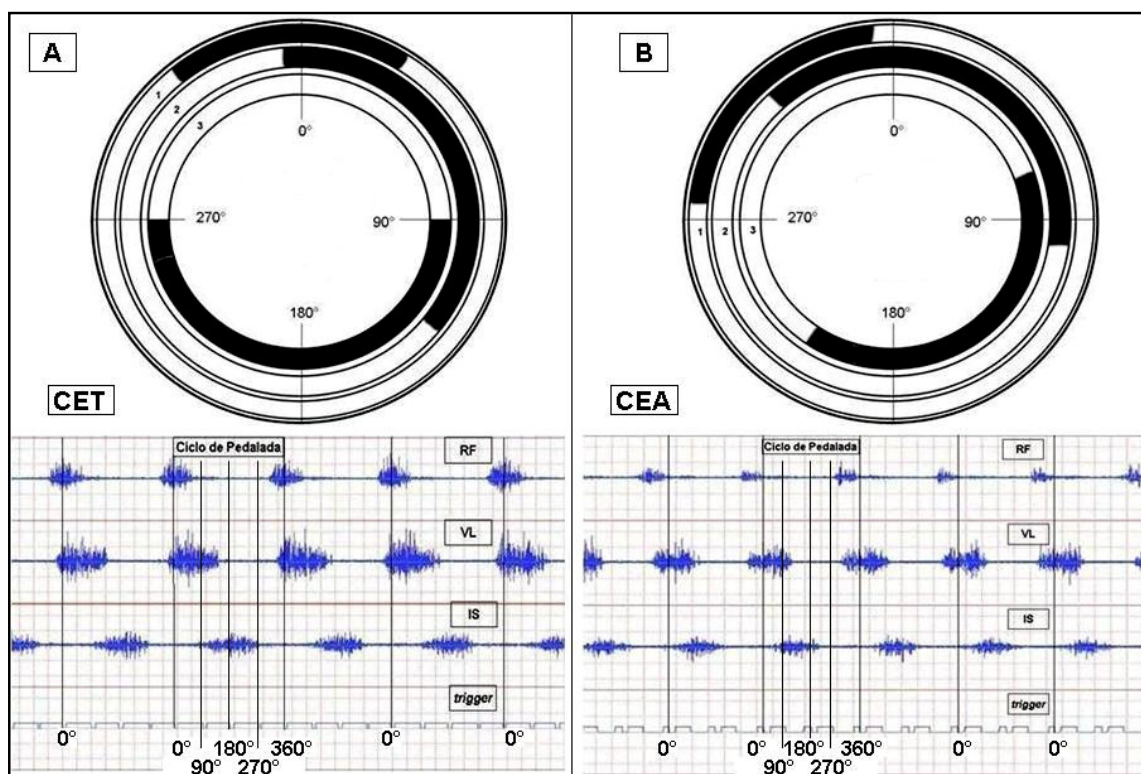 A
1
2
3
0°
270°
90°
180°
CET
Ciclo de Pedalada
RF
VL
IS
trigger
0° 0° 180° 360° 0° 0°
90° 270°
B
0°
1 2 3 270°
90°
180°
CEA
Ciclo de Pedalada
RF
VL
IS
trigger
0° 0° 180° 360° 0° 0°
90° 270°